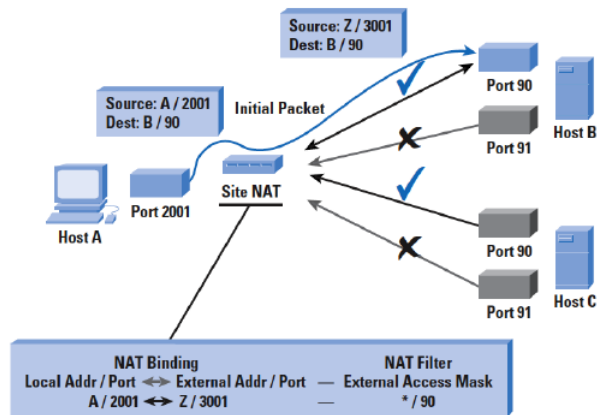 Source: Z / 3001
Dest: B / 90
Source: A / 2001
Dest: B / 90
Initial Packet
Port 90
Host B
Port 91
Site NAT
Port 2001
Host A
Port 90
Host C
Port 91
NAT Binding NAT Filter
Local Addr / Port External Addr / Port — External Access Mask
A / 2001 Z / 3001 — * / 90